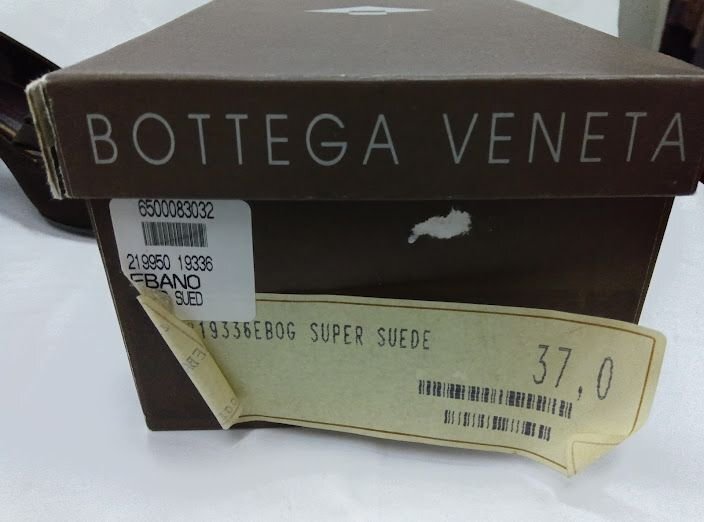 BOTTEGA VENETA
6500083032
219950 19336
EBANO
SUED
19336EBOG SUPER SUEDE
37,0